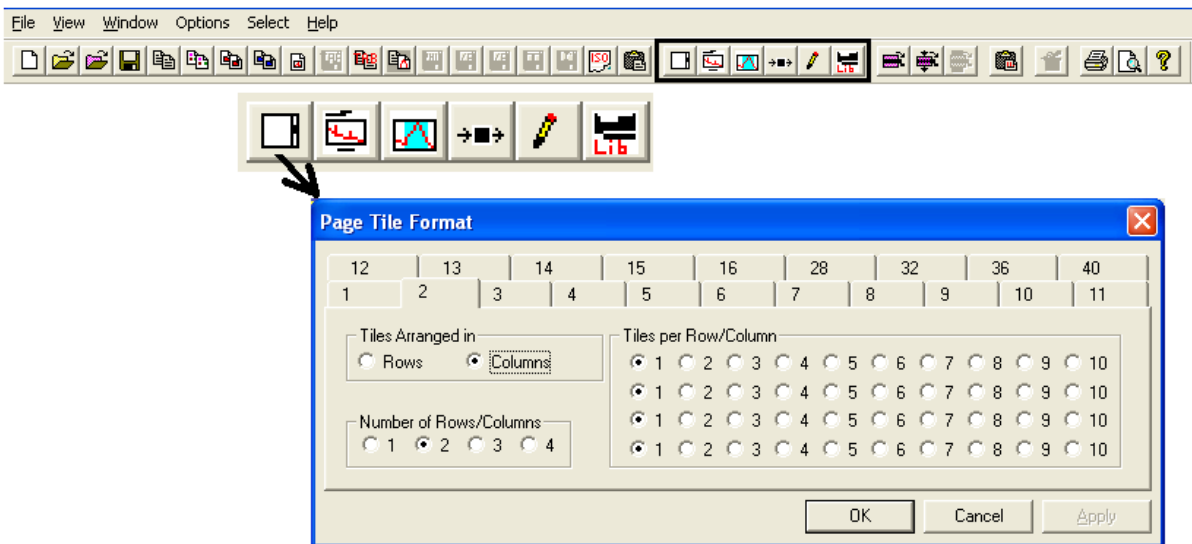 File View Window Options Select Help
ISO Lib
Lib
Page Tile Format
12 13 14 15 16 28 32 36 40
1 2 3 4 5 6 7 8 9 10 11
Tiles Arranged in
Rows Columns
Number of Rows/Columns
1 2 3 4
Tiles per Row/Column
1 2 3 4 5 6 7 8 9 10
1 2 3 4 5 6 7 8 9 10
1 2 3 4 5 6 7 8 9 10
1 2 3 4 5 6 7 8 9 10
OK Cancel Apply